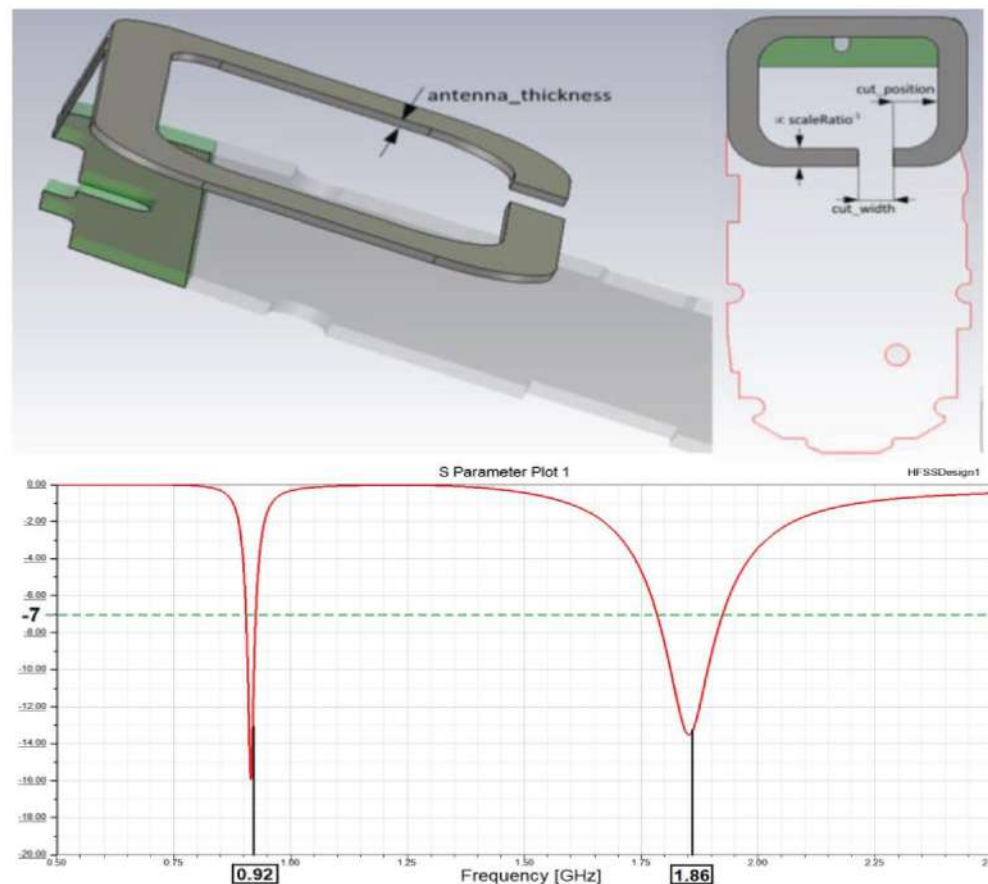 antenna_thickness
cut_position
∝ scaleRatio⁻¹
cut_width
S Parameter Plot 1
HFSSDesign1
0.00
-2.00
-4.00
-6.00
-7
-8.00
-10.00
-12.00
-14.00
-16.00
-18.00
-20.00
0.50 0.75 1.00 1.25 1.50 1.75 2.00 2.25
0.92 Frequency [GHz] 1.86